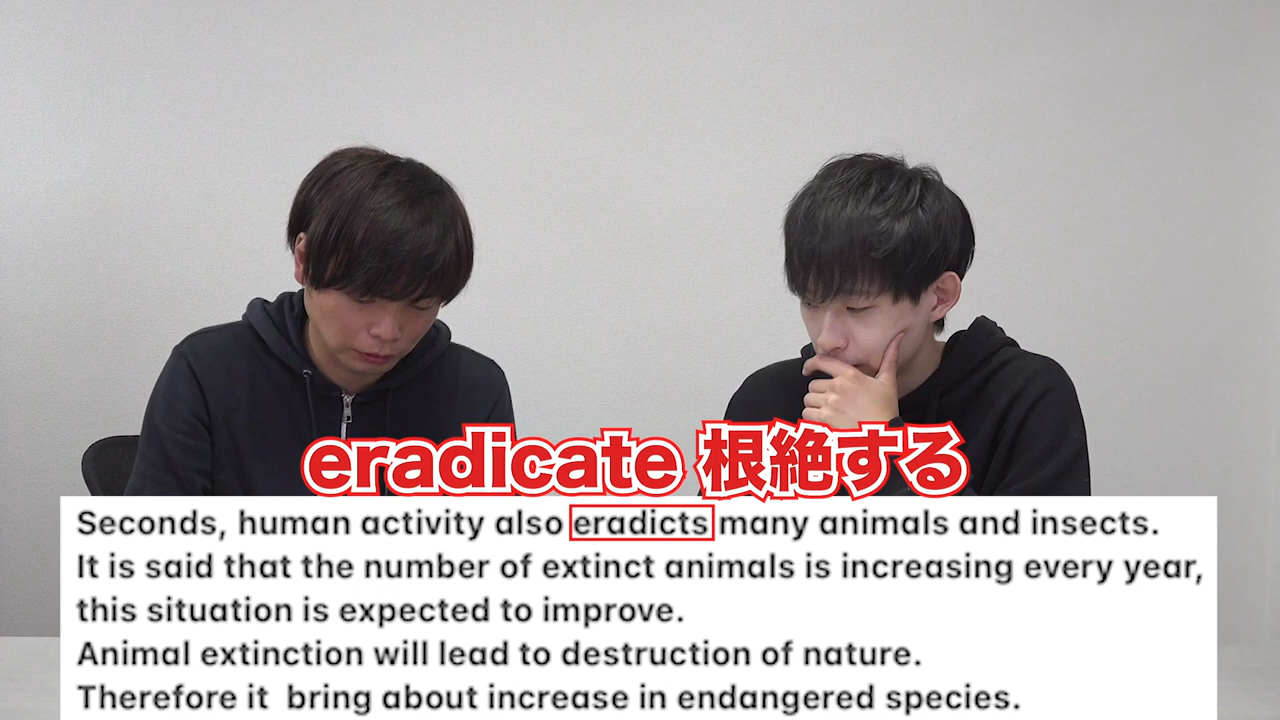 eradicate 根絶する
Seconds, human activity also eradicts many animals and insects.
It is said that the number of extinct animals is increasing every year,
this situation is expected to improve.
Animal extinction will lead to destruction of nature.
Therefore it bring about increase in endangered species.